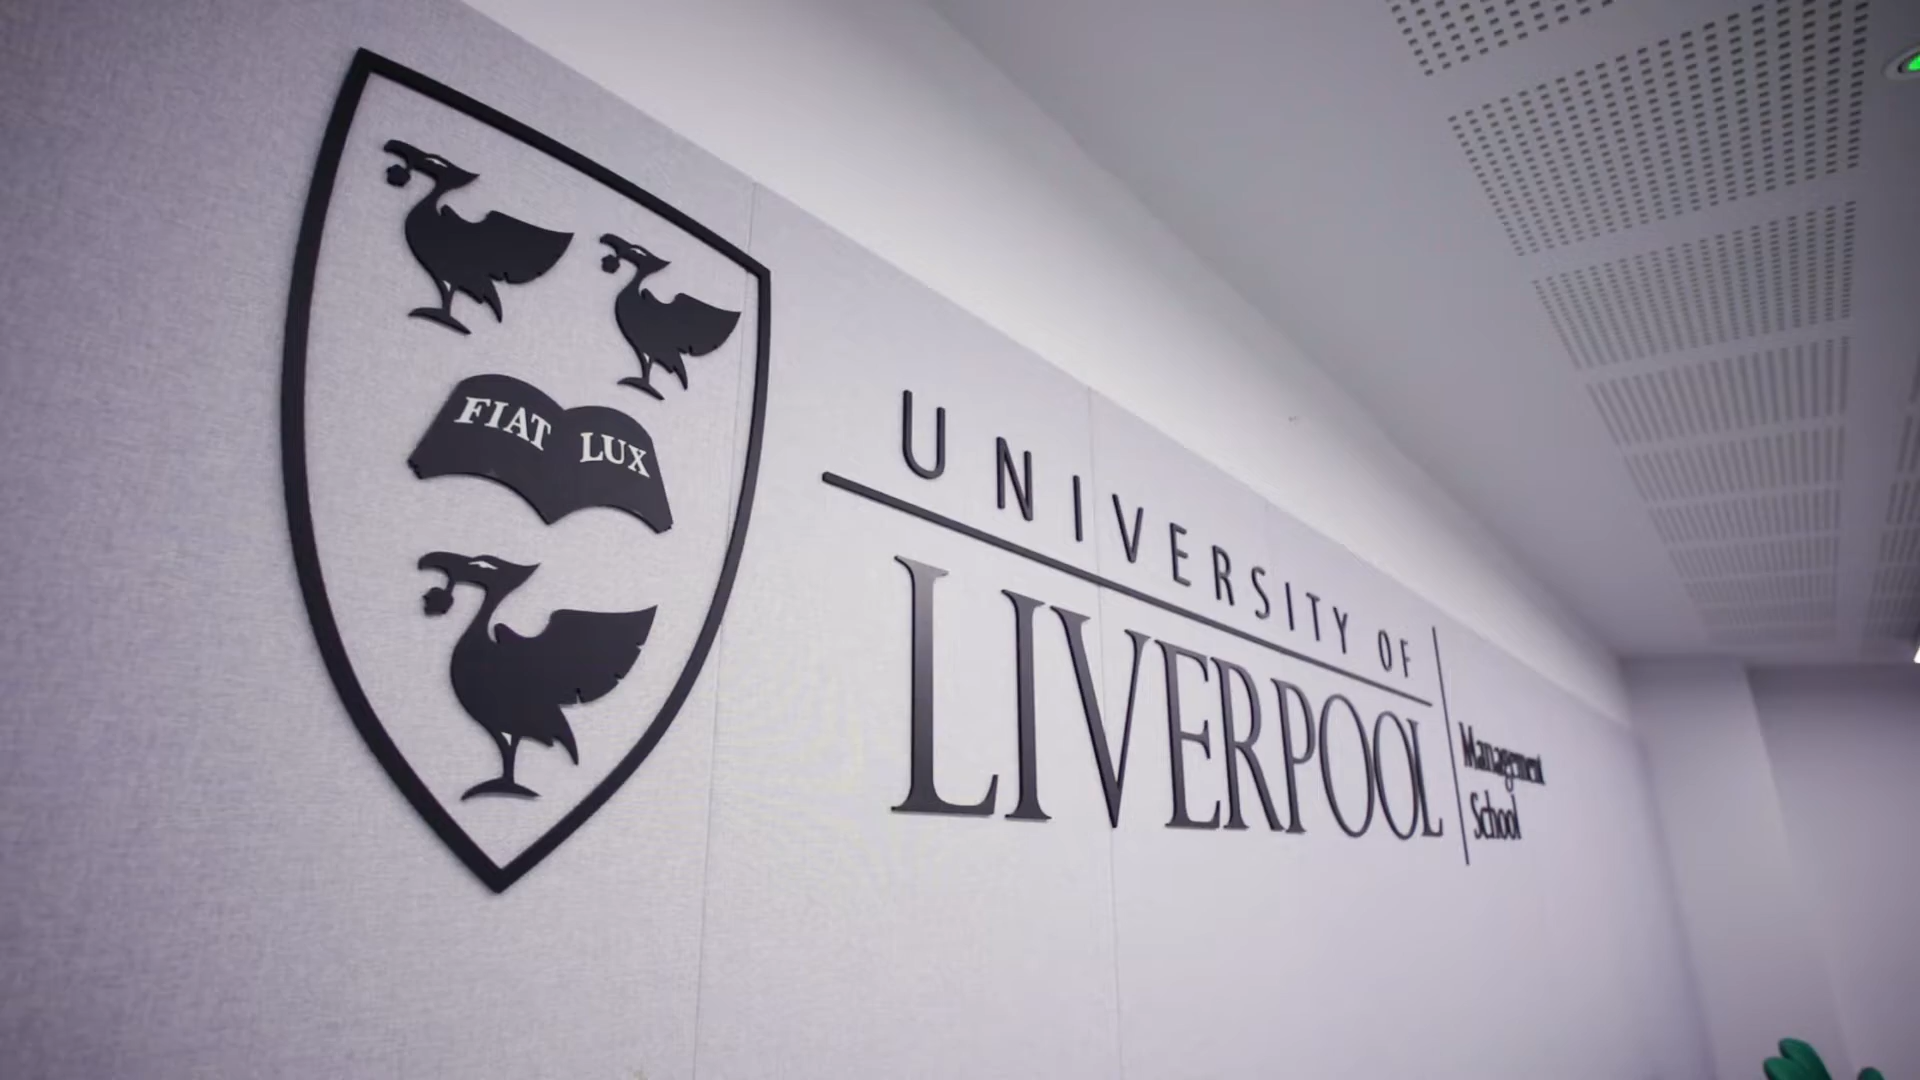 FIAT LUX
UNIVERSITY OF
LIVERPOOL
Management
School